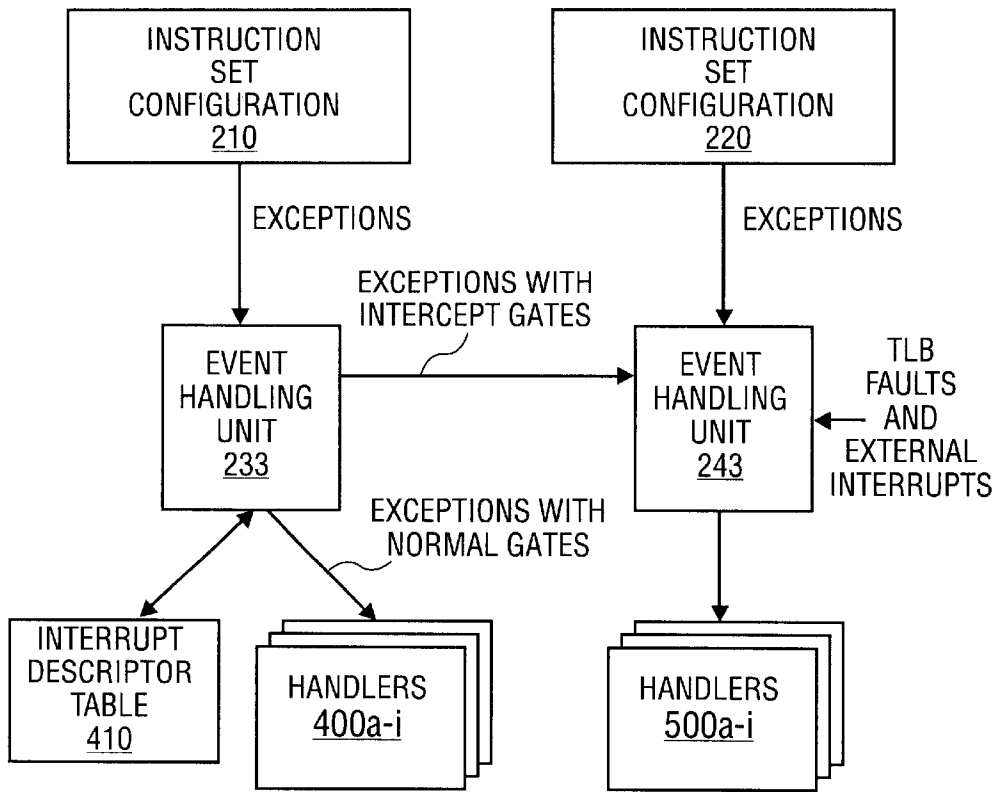 INSTRUCTION
SET
CONFIGURATION
210
INSTRUCTION
SET
CONFIGURATION
220
EXCEPTIONS
EXCEPTIONS
EXCEPTIONS WITH
INTERCEPT GATES
EVENT
HANDLING
UNIT
233
EVENT
HANDLING
UNIT
243
TLB
FAULTS
AND
EXTERNAL
INTERRUPTS
EXCEPTIONS WITH
NORMAL GATES
INTERRUPT
DESCRIPTOR
TABLE
410
HANDLERS
400a-i
HANDLERS
500a-i